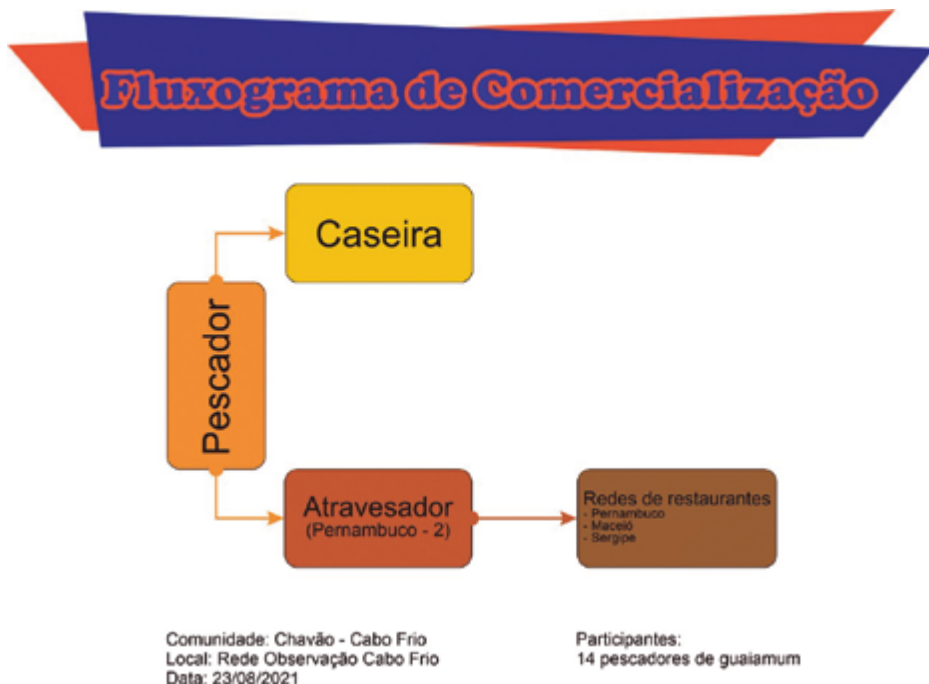 Fluxograma de Comercialização
Caseira
Pescador
Atravesador
(Pernambuco - 2)
Redes de restaurantes
- Pernambuco
- Maceió
- Sergipe
Comunidade: Chavão - Cabo Frio
Local: Rede Observação Cabo Frio
Data: 23/08/2021
Participantes:
14 pescadores de guaiamum